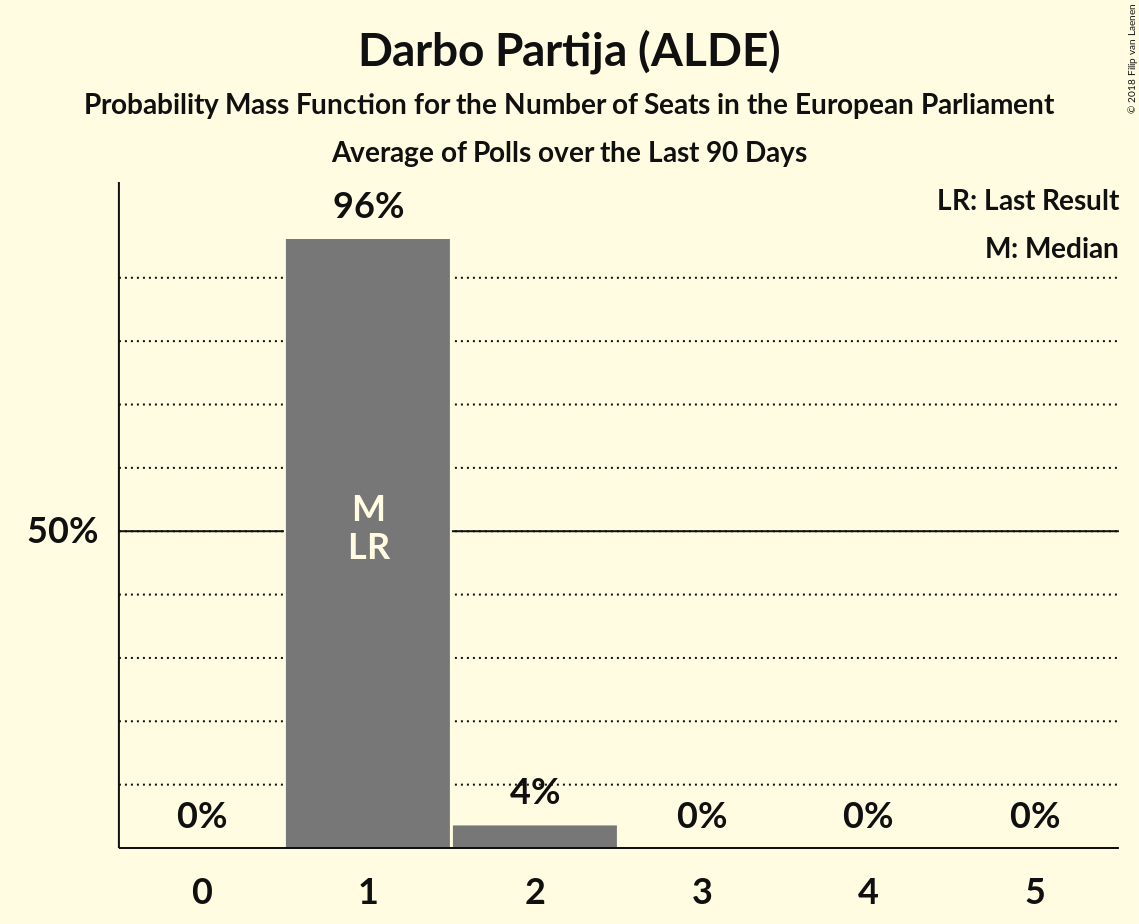 Darbo Partija (ALDE)
Probability Mass Function for the Number of Seats in the European Parliament
Average of Polls over the Last 90 Days
© 2018 Filip van Laenen
LR: Last Result
M: Median
96%
50%
M
LR
0%
4%
0%
0%
0%
0
1
2
3
4
5